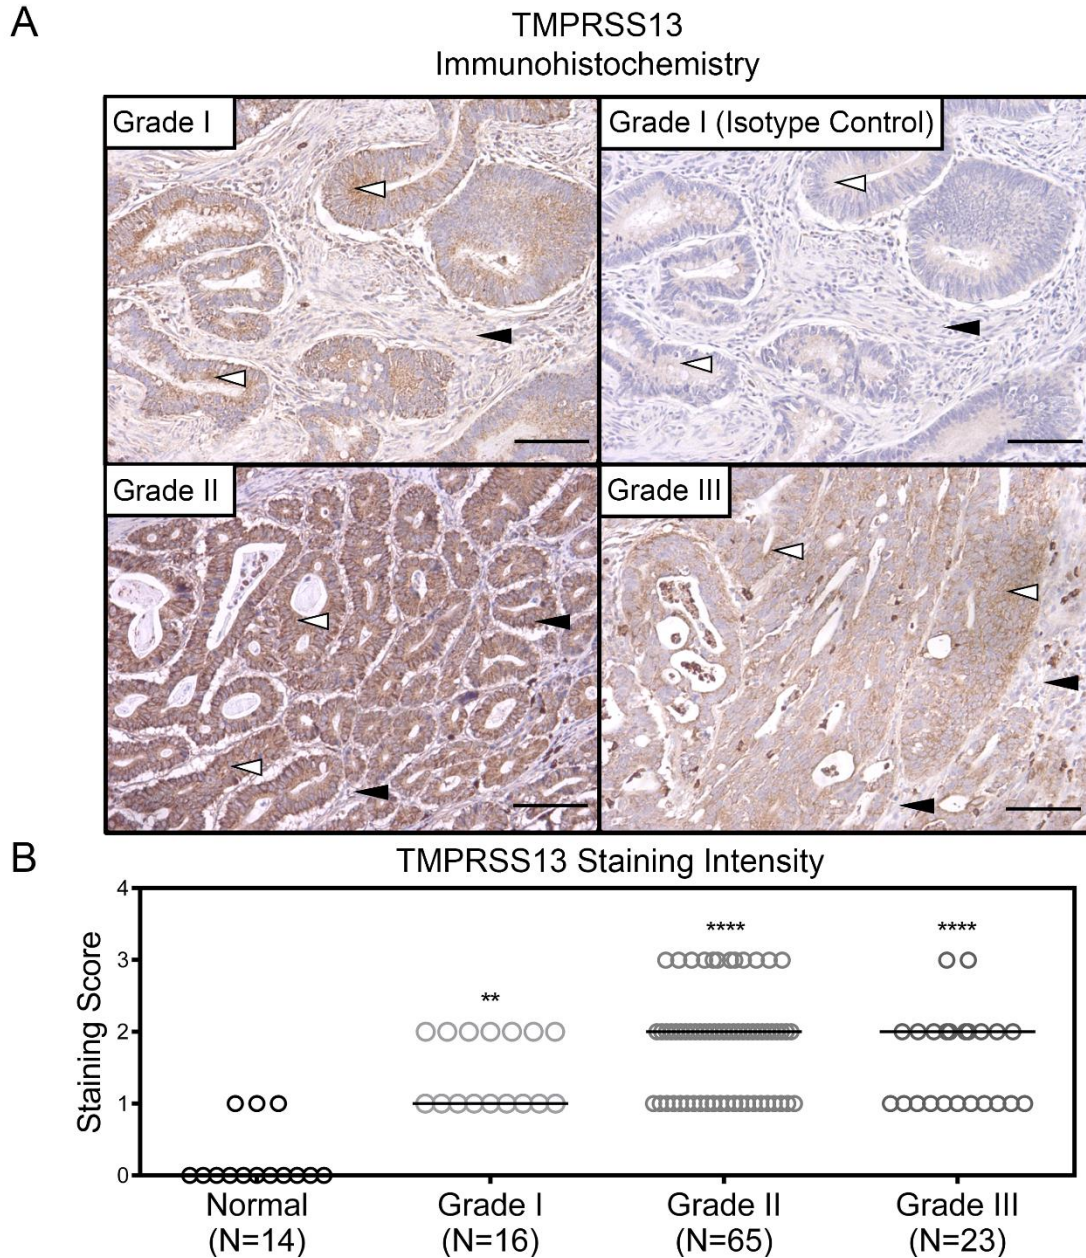 A
TMPRSS13
Immunohistochemistry
Grade I
Grade I (Isotype Control)
Grade II
Grade III
B
TMPRSS13 Staining Intensity
Staining Score
4
3
2
1
0
**
****
****
Normal
(N=14)
Grade I
(N=16)
Grade II
(N=65)
Grade III
(N=23)